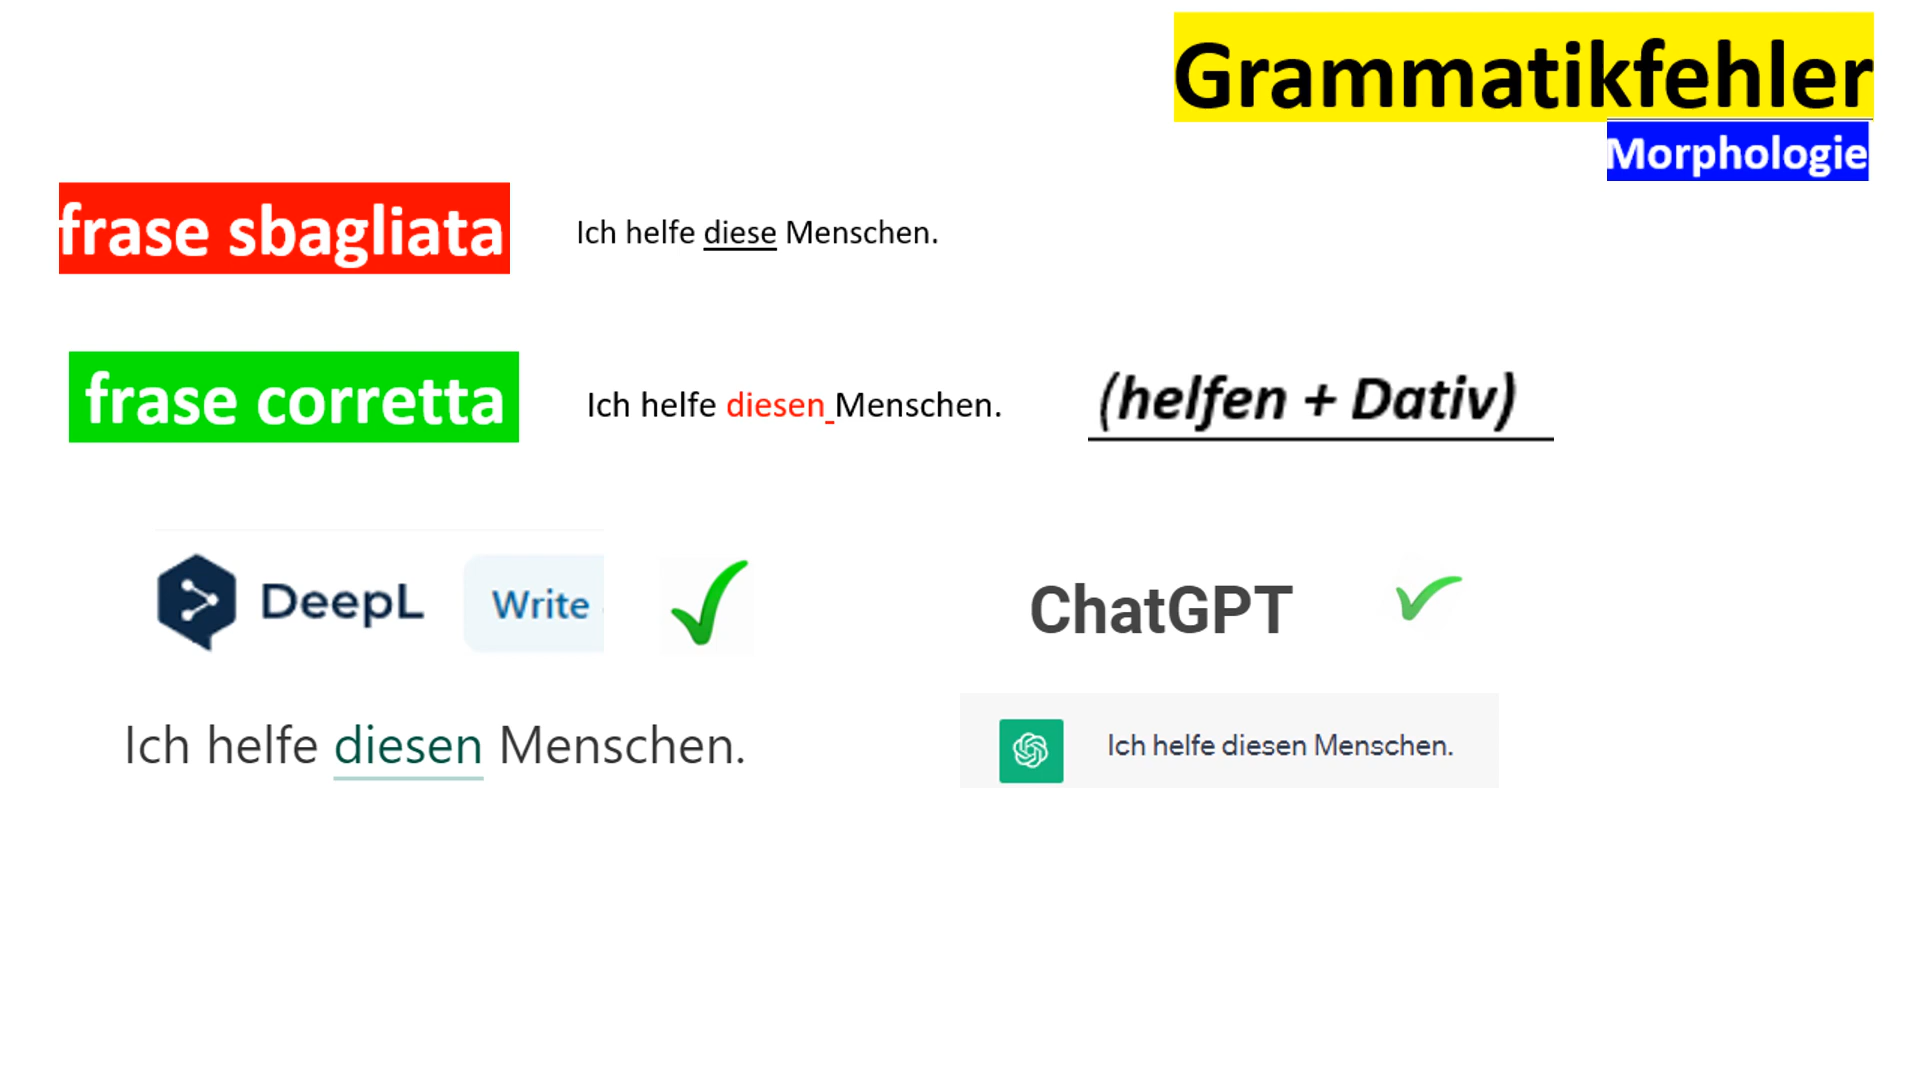 Grammatikfehler
Morphologie
frase sbagliata
Ich helfe diese Menschen.
frase corretta
Ich helfe diesen Menschen.
(helfen + Dativ)
DeepL
Write
ChatGPT
Ich helfe diesen Menschen.
Ich helfe diesen Menschen.